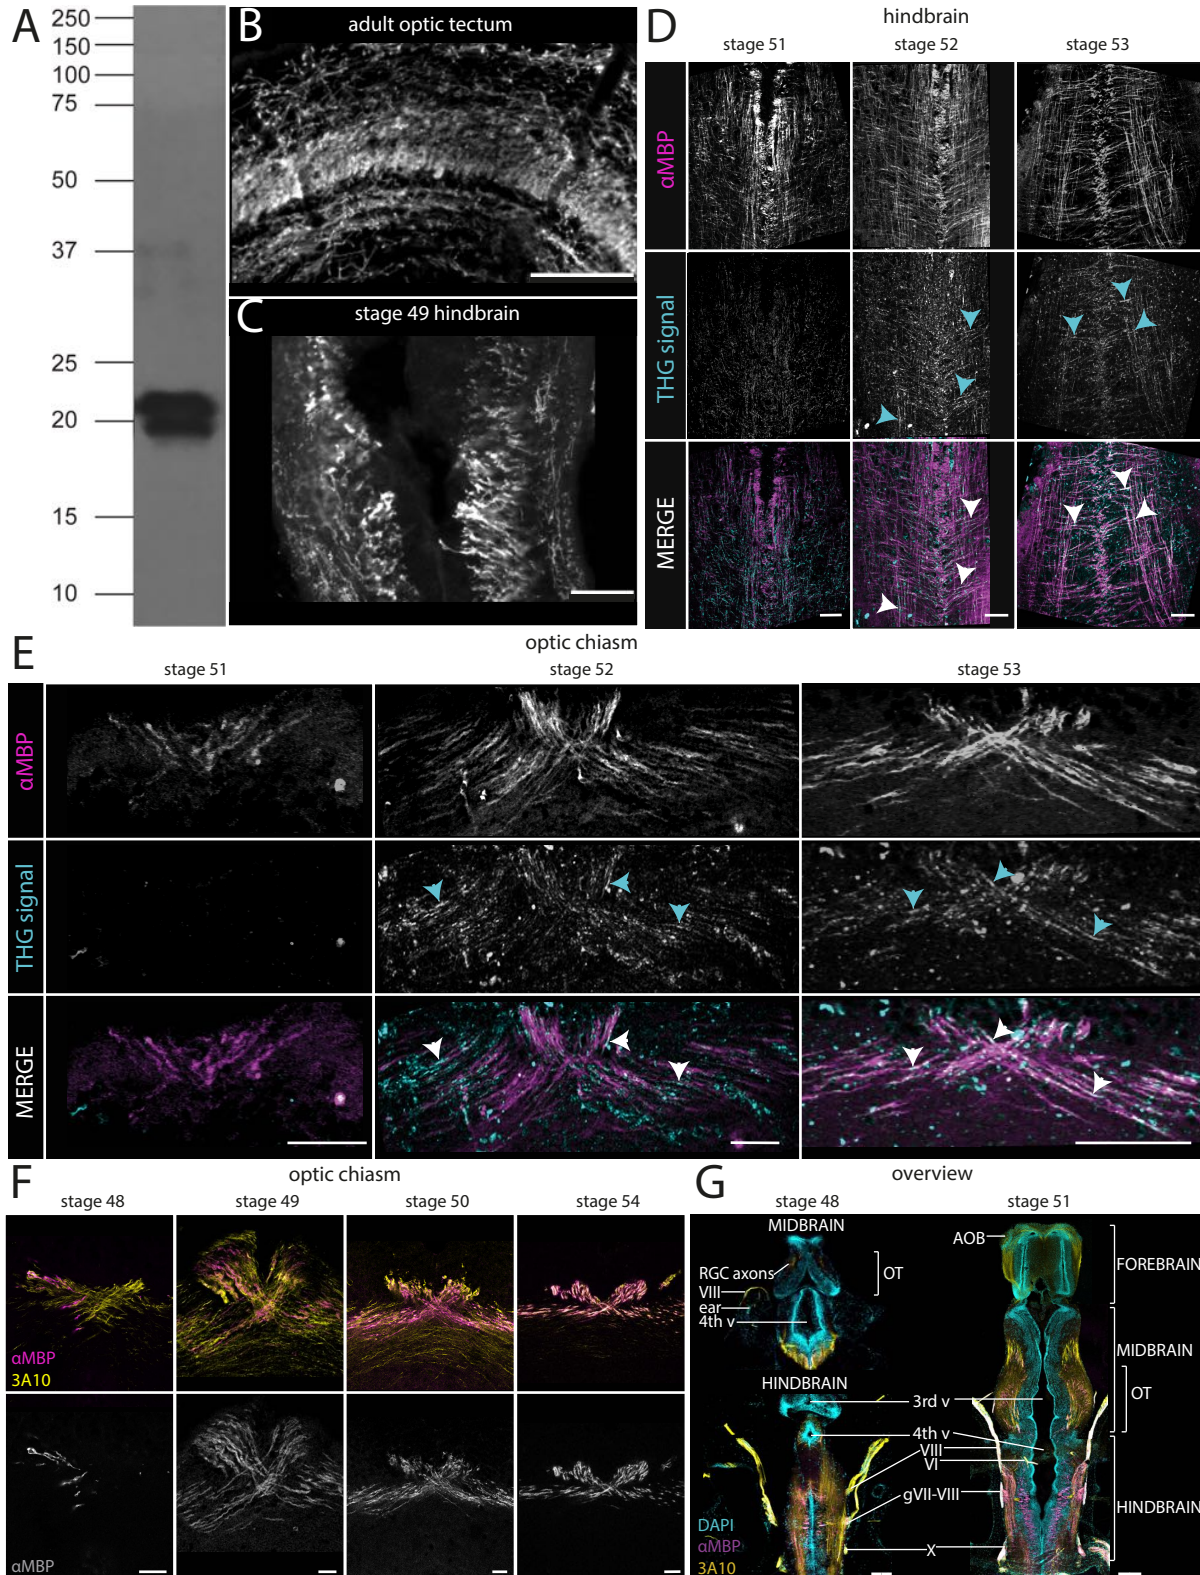 A
250
150
100
75
50
37
25
20
15
10
B
adult optic tectum
C
stage 49 hindbrain
D
hindbrain
stage 51
stage 52
stage 53
αMBP
THG signal
MERGE
E
optic chiasm
stage 51
stage 52
stage 53
αMBP
THG signal
MERGE
F
optic chiasm
stage 48
stage 49
stage 50
stage 54
αMBP
3A10
αMBP
G
overview
stage 48
stage 51
MIDBRAIN
RGC axons
VIII
ear
4th v
OT
HINDBRAIN
AOB
FOREBRAIN
MIDBRAIN
OT
3rd v
4th v
VIII
VI
gVII-VIII
HINDBRAIN
X
DAPI
αMBP
3A10